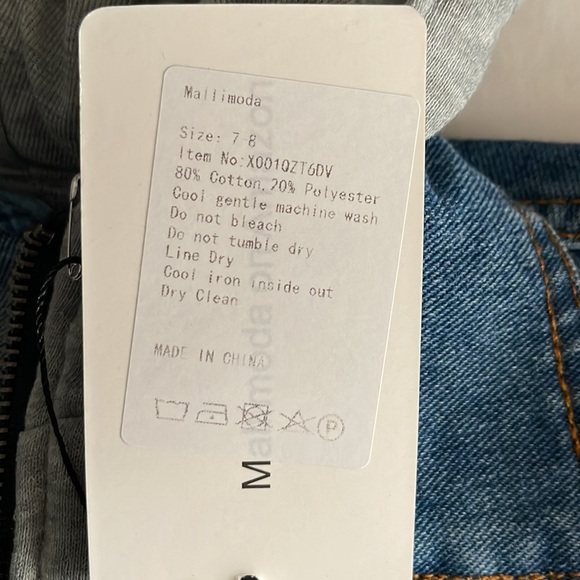 Mallimoda
Size: 7-8
Item No:X001QZT6DV
80% Cotton,20% Polyester
Cool gentle machine wash
Do not bleach
Do not tumble dry
Line Dry
Cool iron inside out
Dry Clean
MADE IN CHINA
P
M